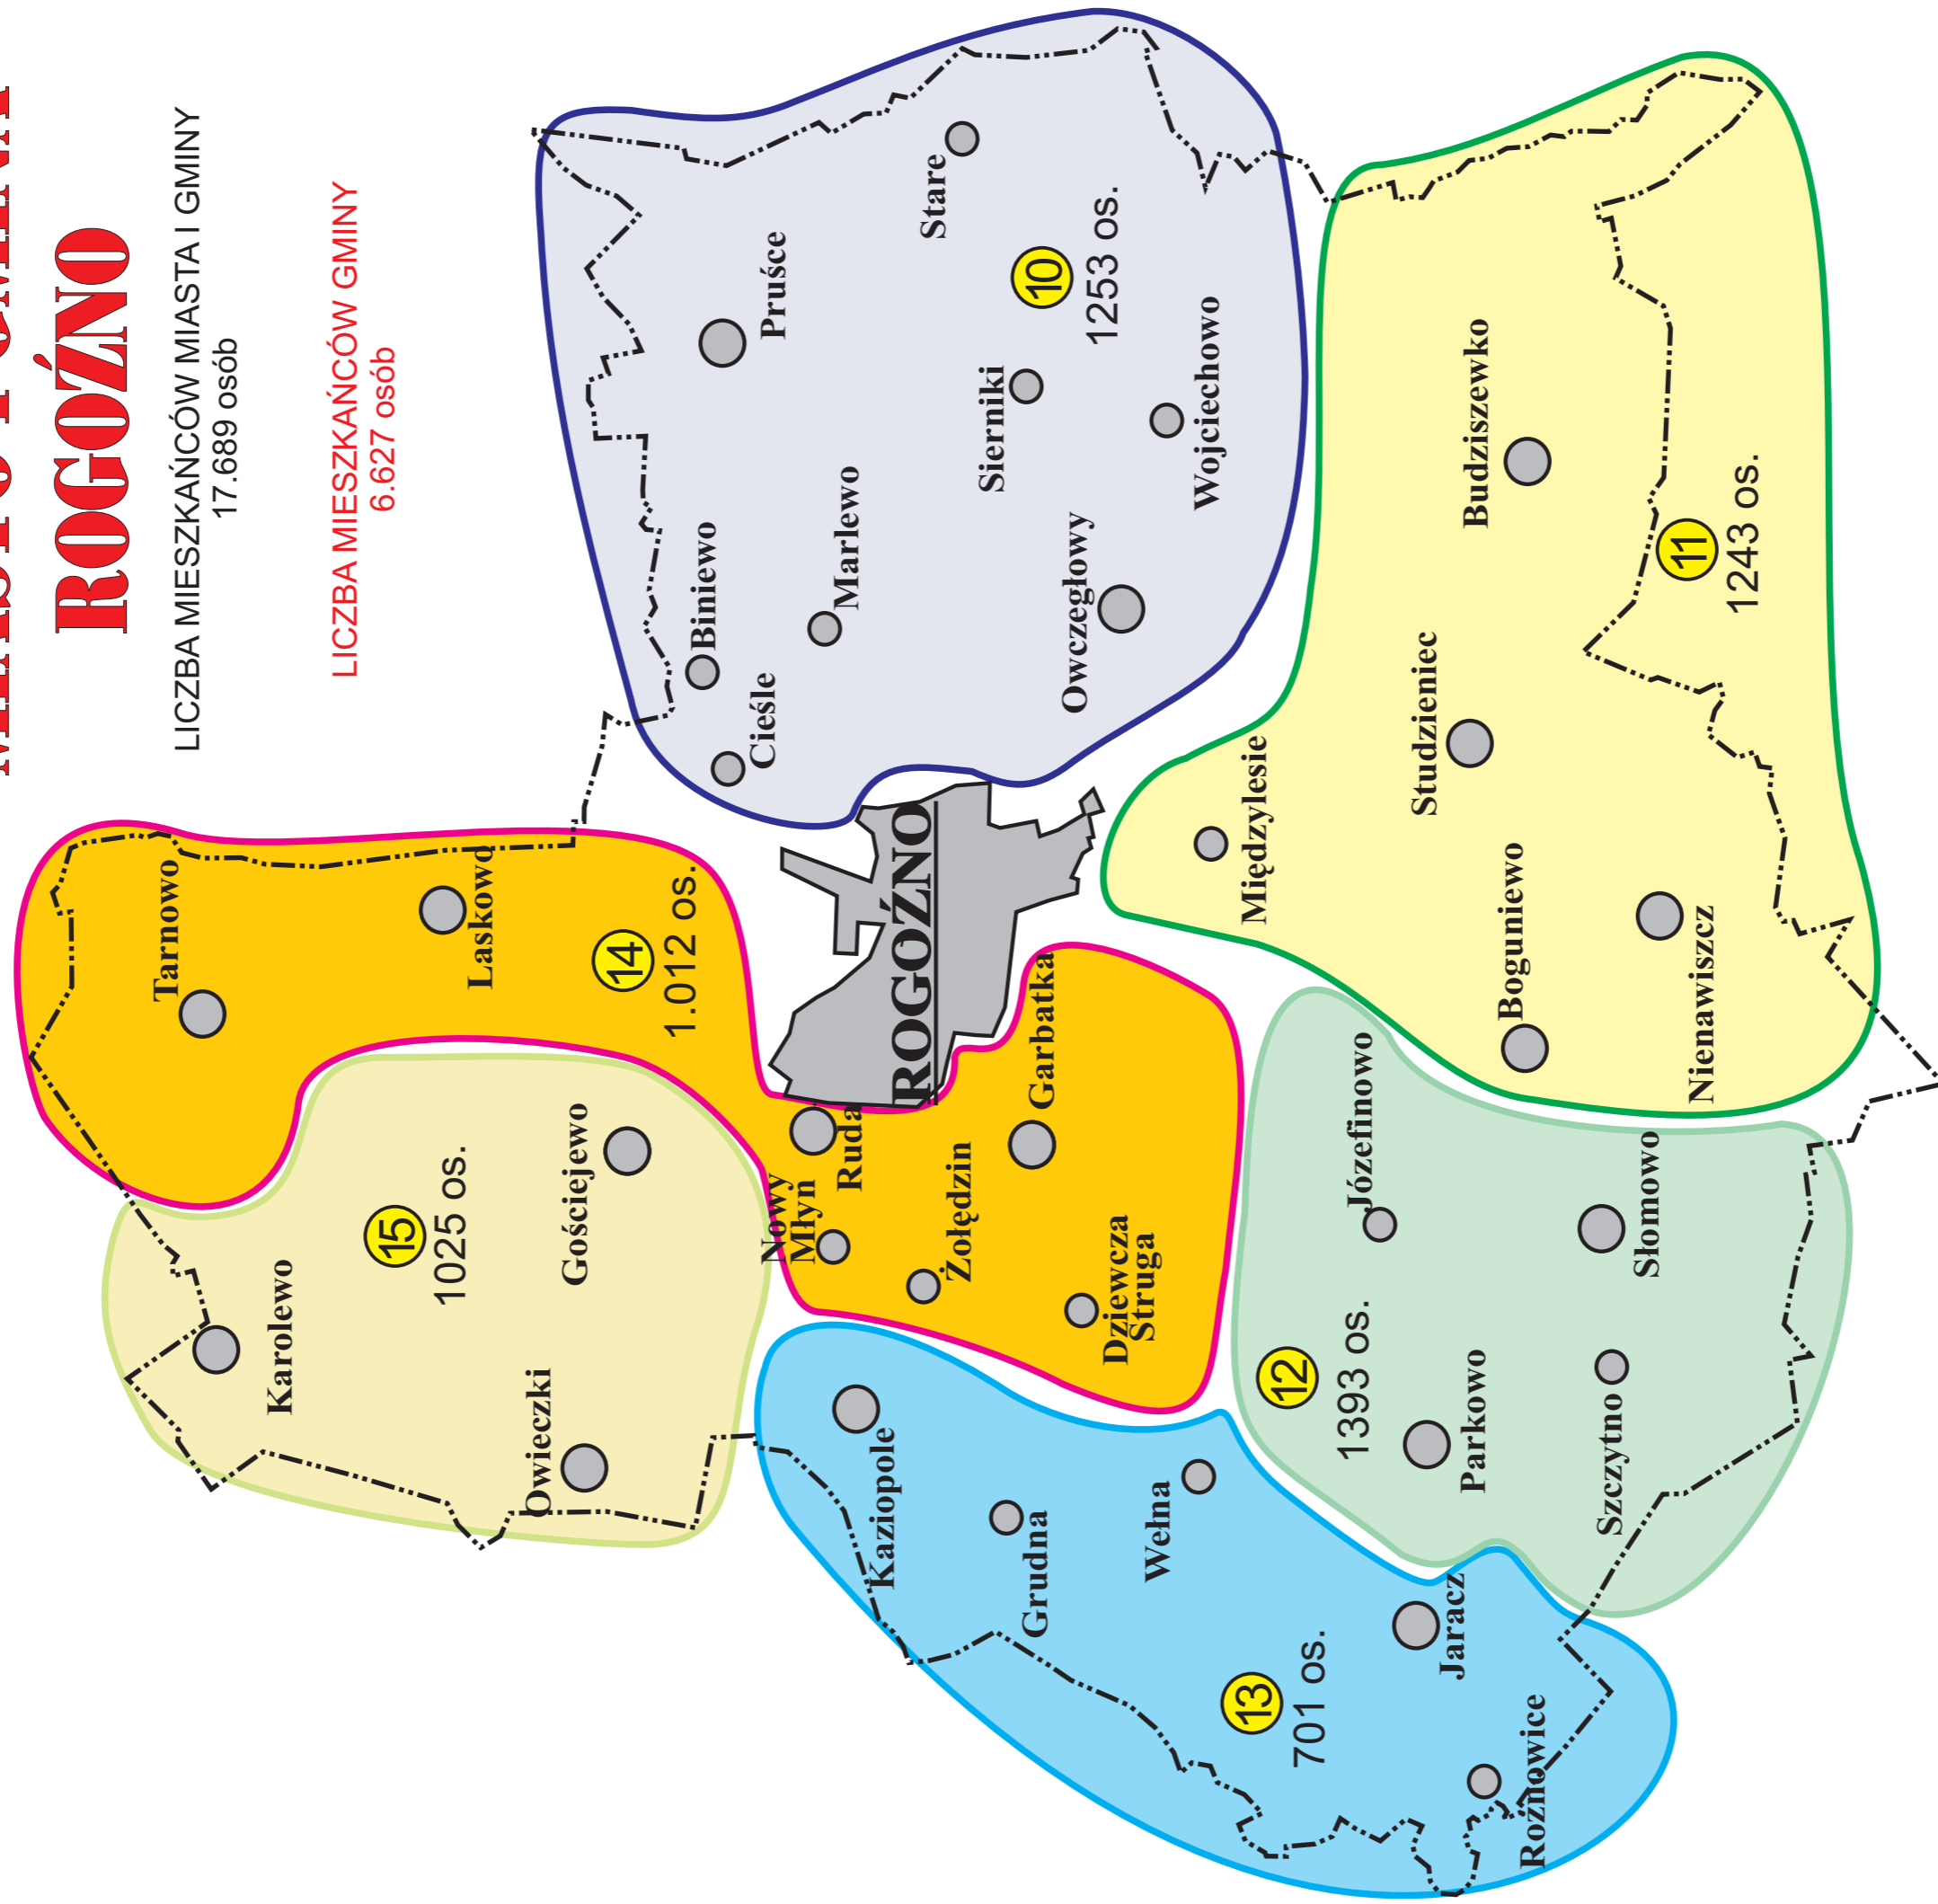 MIASTO I GMINA
ROGOŹNO
LICZBA MIESZKAŃCÓW MIASTA I GMINY
17.689 osób
LICZBA MIESZKAŃCÓW GMINY
6.627 osób
Tarnowo
Laskowo
14
1.012 os.
Karolewo
15
1025 os.
Gościejewo
Owieczki
Nowy
Młyn
Ruda
Żołędzin
Garbatka
Dziewcza
Struga
ROGOŹNO
Pruśce
Stare
10
1253 os.
Sierniki
Wojciechowo
Biniewo
Marlewo
Cieśle
Owczegłowy
Budziszewko
11
1243 os.
Studzieniec
Międzylesie
Boguniewo
Nienawiszcz
Józefinowo
Słomowo
12
1393 os.
Parkowo
Szczytno
Kaziopole
Grudna
Wełna
13
701 os.
Jaracz
Rożnowice